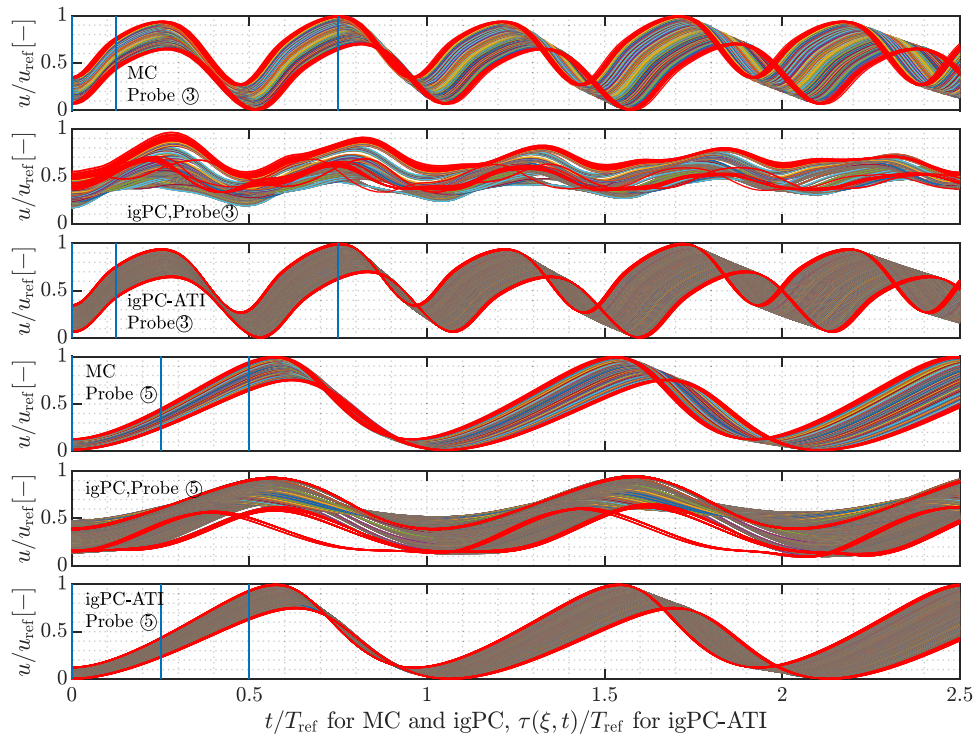 u/u_ref[−]
1
0.5
0
MC
Probe ③
u/u_ref[−]
1
0.5
0
igPC,Probe③
u/u_ref[−]
1
0.5
0
igPC-ATI
Probe③
u/u_ref[−]
1
0.5
0
MC
Probe ⑤
u/u_ref[−]
1
0.5
0
igPC,Probe ⑤
u/u_ref[−]
1
0.5
0
igPC-ATI
Probe ⑤
0 0.5 1 1.5 2 2.5
t/T_ref for MC and igPC, τ(ξ, t)/T_ref for igPC-ATI